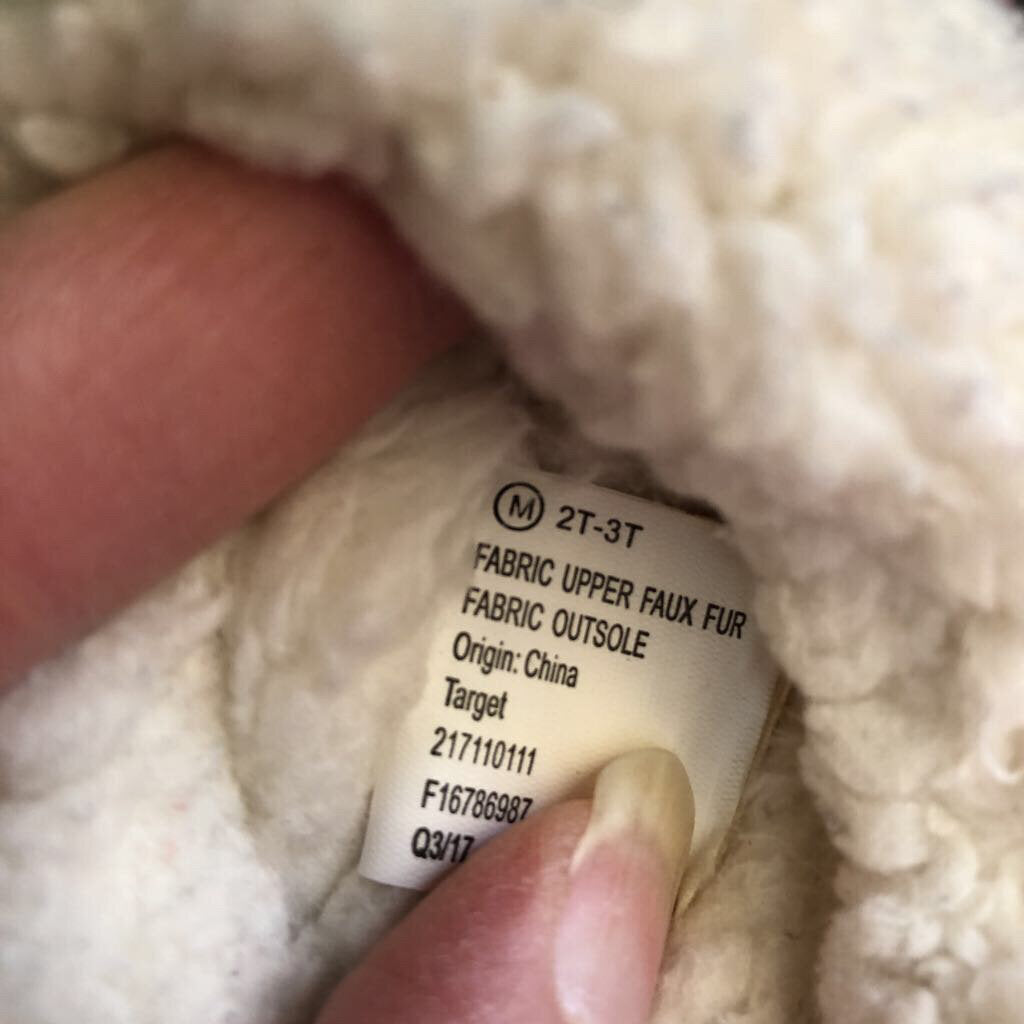 M 2T-3T
FABRIC UPPER FAUX FUR
FABRIC OUTSOLE
Origin: China
Target
217110111
F16786987
Q3/17